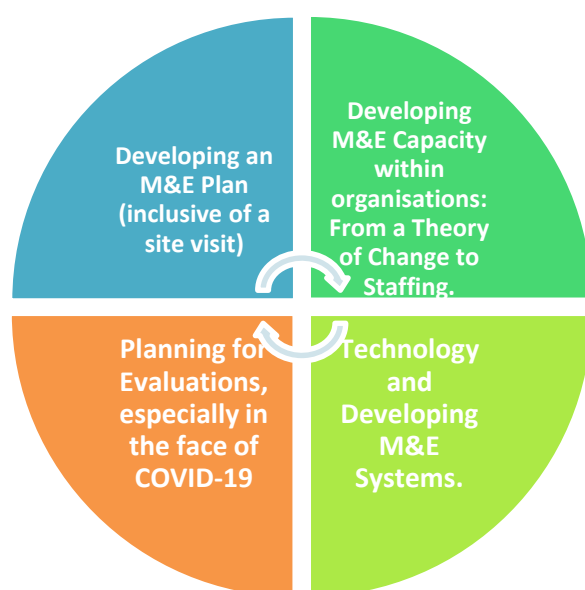 Developing an
M&E Plan
(inclusive of a
site visit)
Developing
M&E Capacity
within
organisations:
From a Theory
of Change to
Staffing.
Planning for
Evaluations,
especially in
the face of
COVID-19
Technology
and
Developing
M&E
Systems.